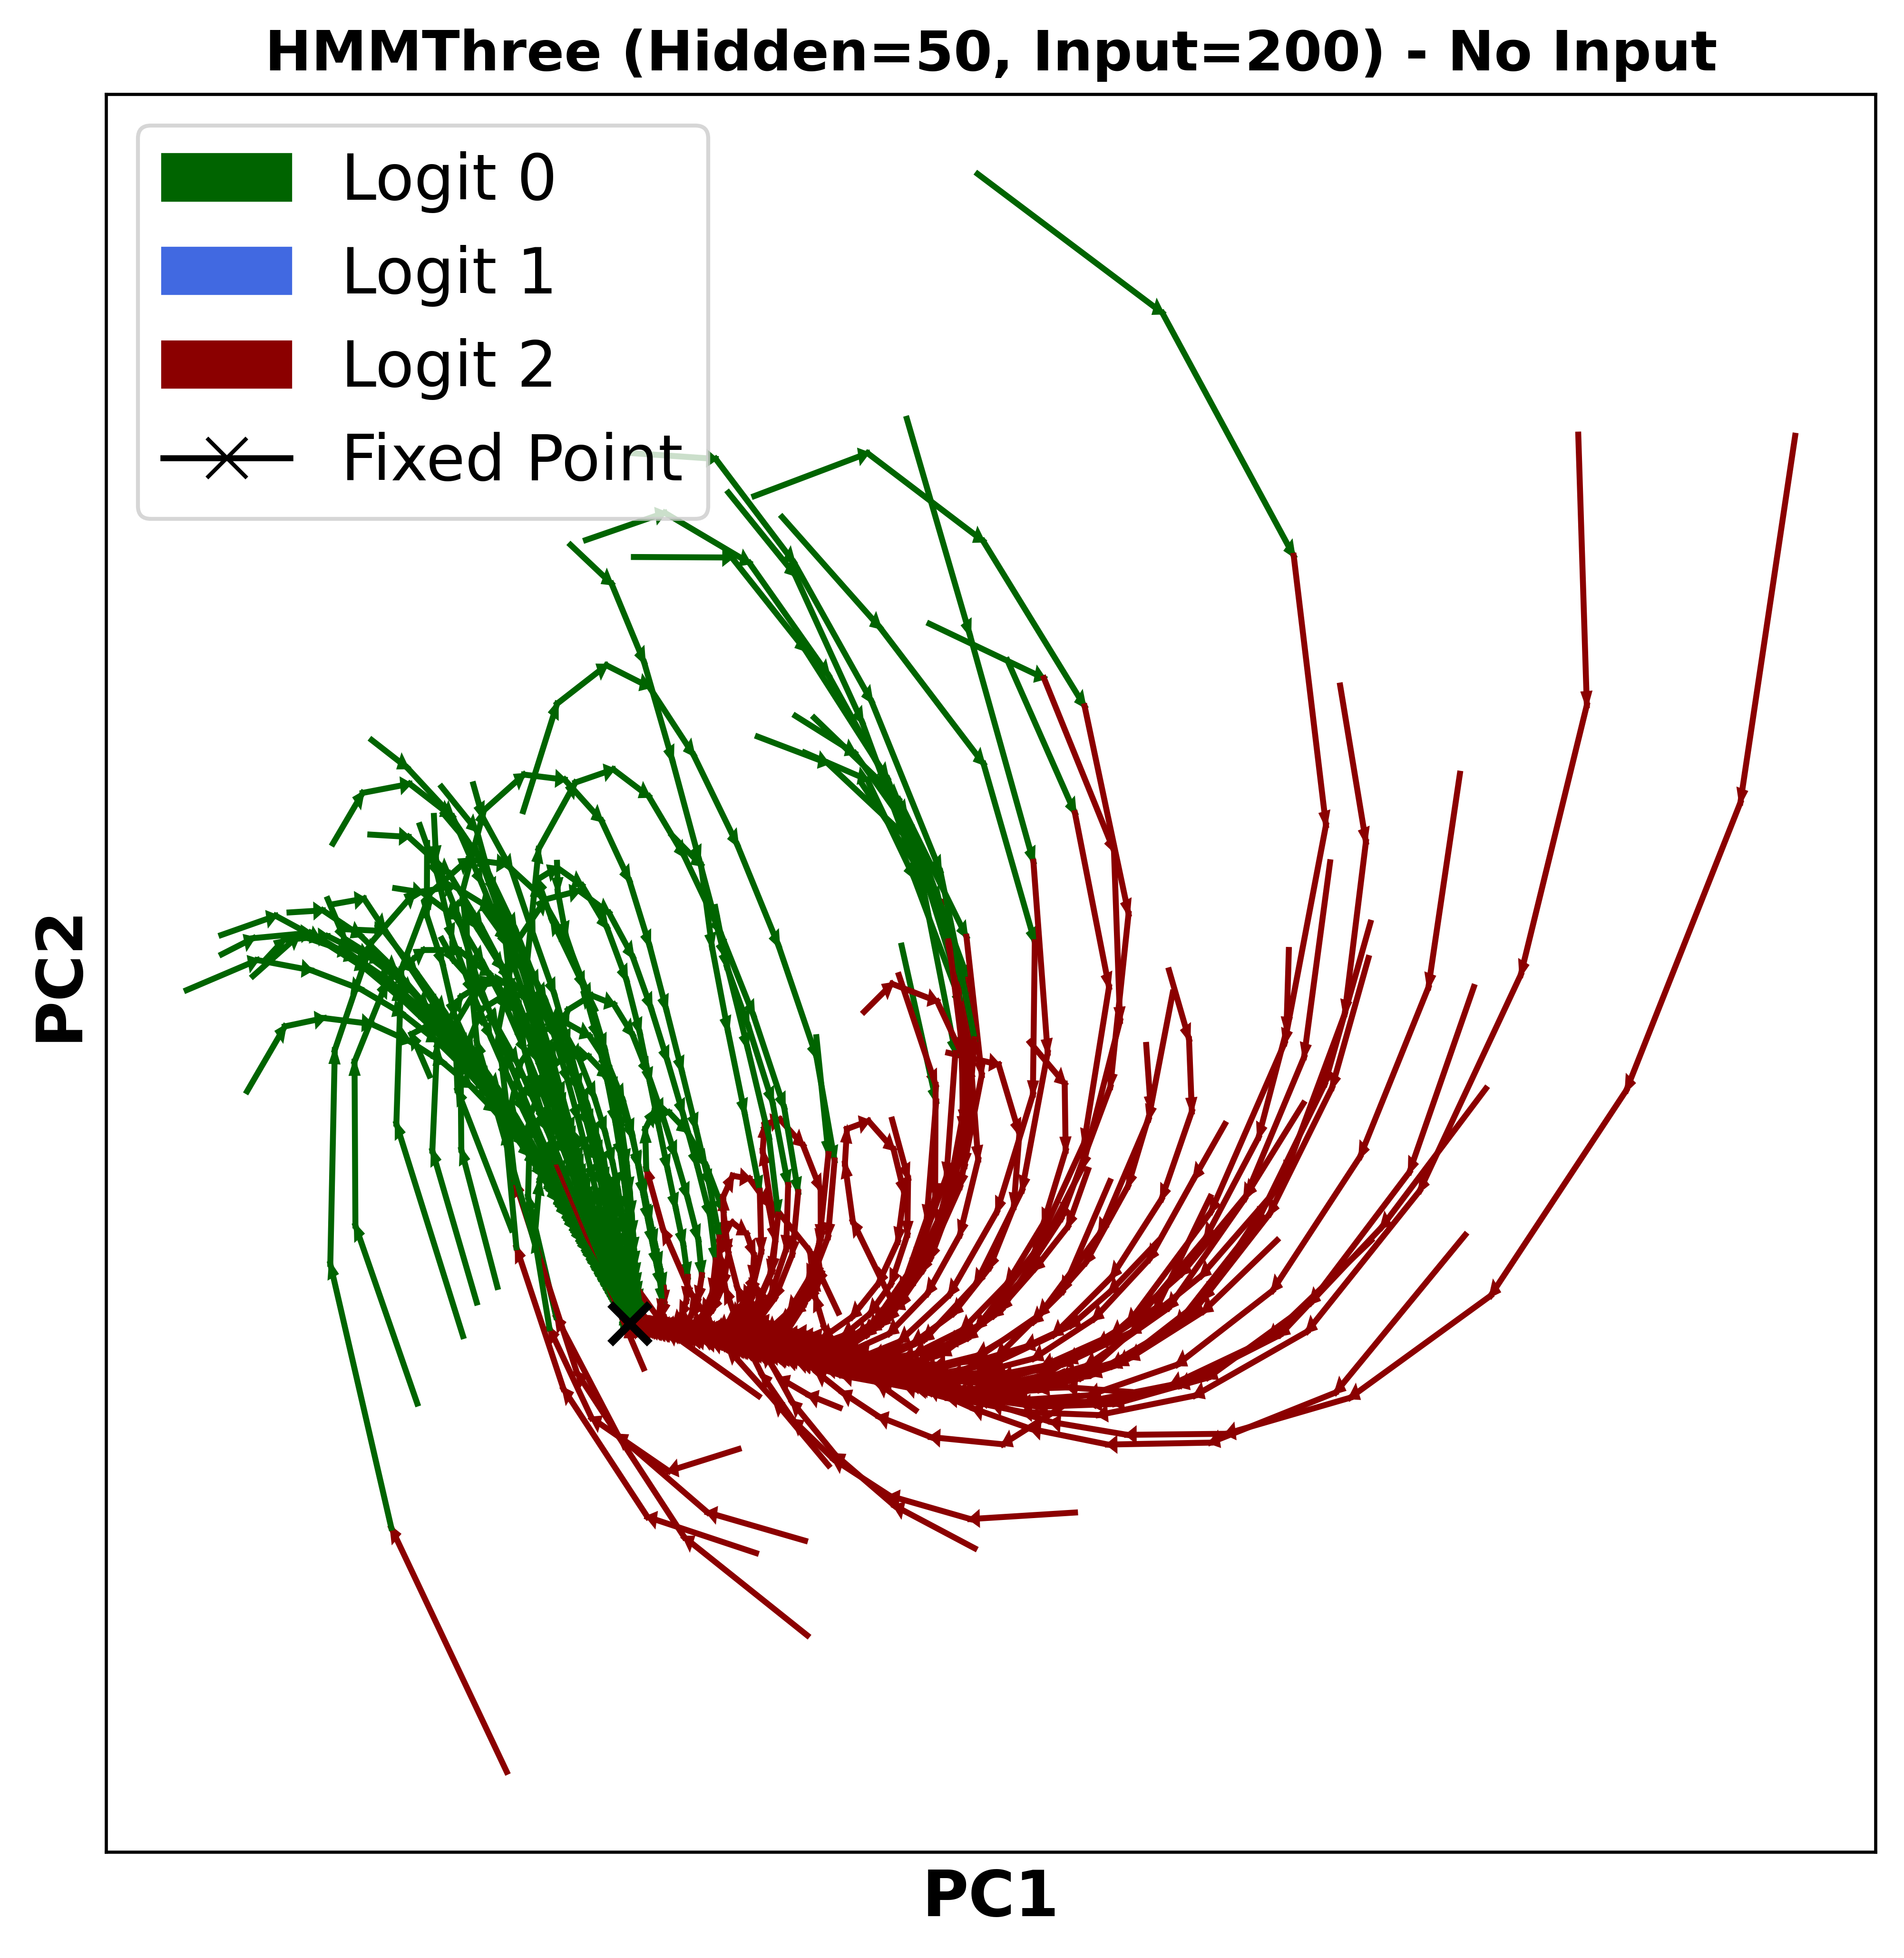 HMMThree (Hidden=50, Input=200) - No Input
Logit 0
Logit 1
Logit 2
Fixed Point
PC2
PC1